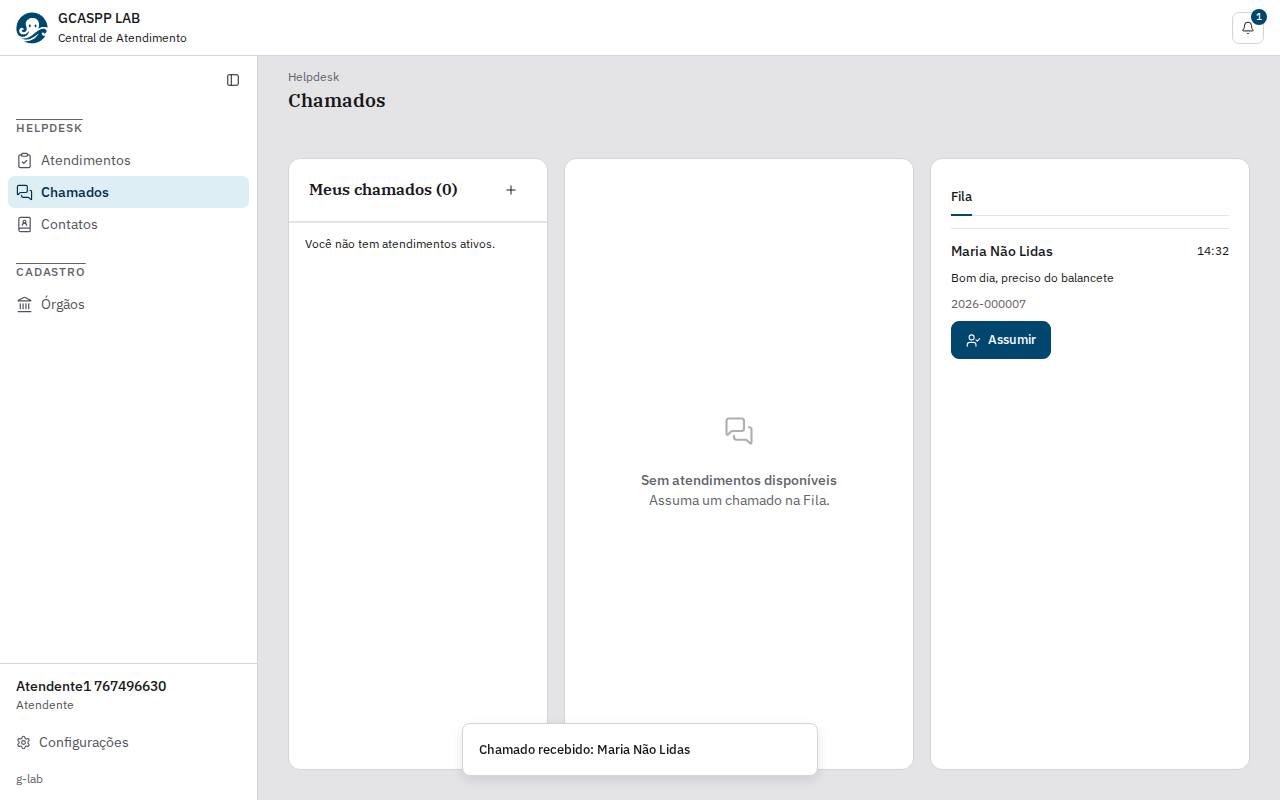 GCASPP LAB
Central de Atendimento
1
HELPDESK
Atendimentos
Chamados
Contatos
CADASTRO
Órgãos
Atendente1 767496630
Atendente
Configurações
g-lab
Helpdesk
Chamados
Meus chamados (0)
Você não tem atendimentos ativos.
Sem atendimentos disponíveis
Assuma um chamado na Fila.
Fila
Maria Não Lidas 14:32
Bom dia, preciso do balancete
2026-000007
Assumir
Chamado recebido: Maria Não Lidas